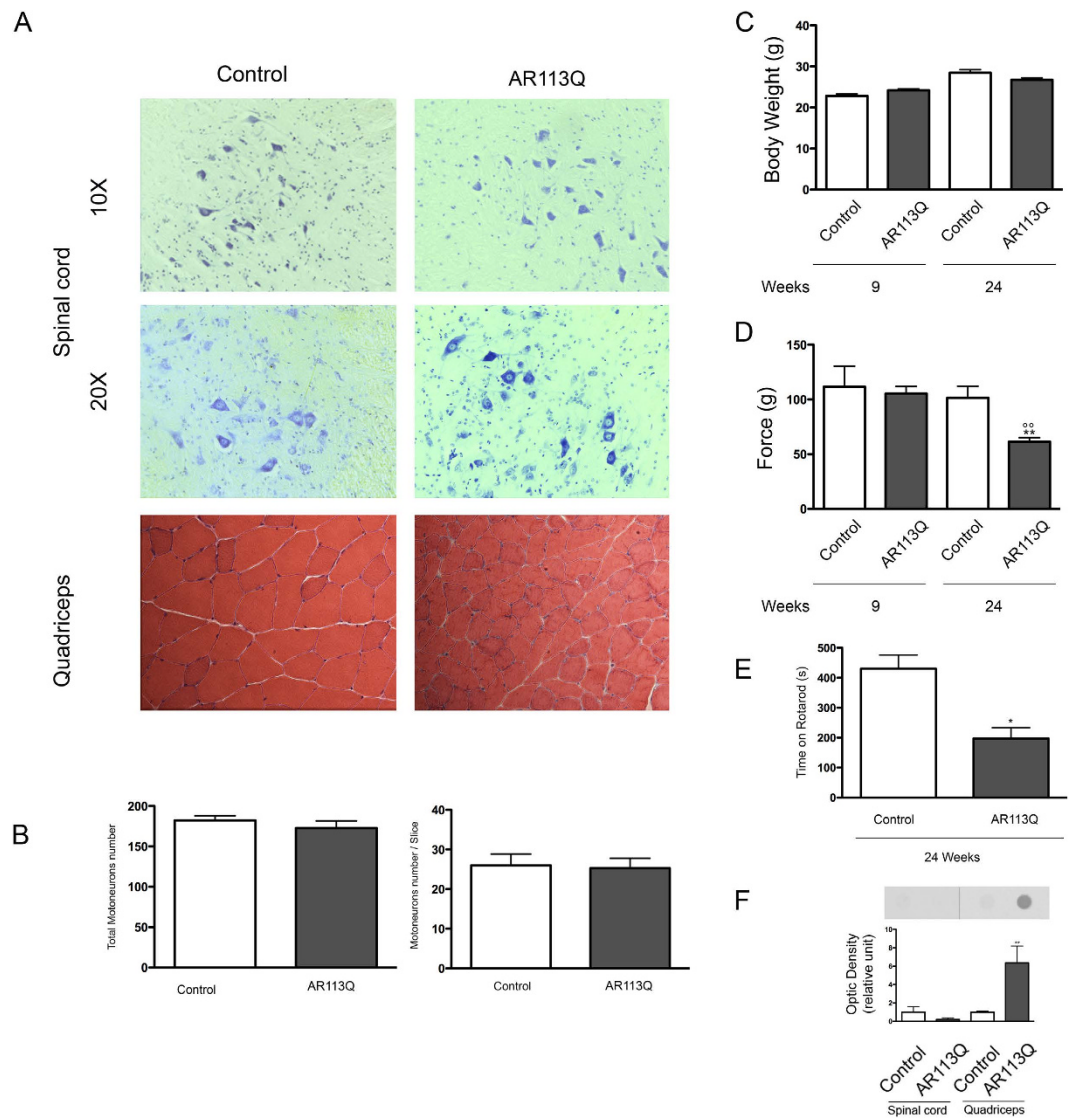 A
Control AR113Q
Spinal cord
10X
20X
Quadriceps
B
Total Motoneurons number
200
150
100
50
0
Control AR113Q
Motoneurons number / Slice
40
30
20
10
0
Control AR113Q
C
Body Weight (g)
40
30
20
10
0
Control AR113Q Control AR113Q
Weeks 9 24
D
Force (g)
150
100
50
0
°°
**
Control AR113Q Control AR113Q
Weeks 9 24
E
Time on Rotarod (s)
500
400
300
200
100
0
*
Control AR113Q
24 Weeks
F
Optic Density
(relative unit)
10
8
6
4
2
0
**
Control AR113Q Control AR113Q
Spinal cord Quadriceps